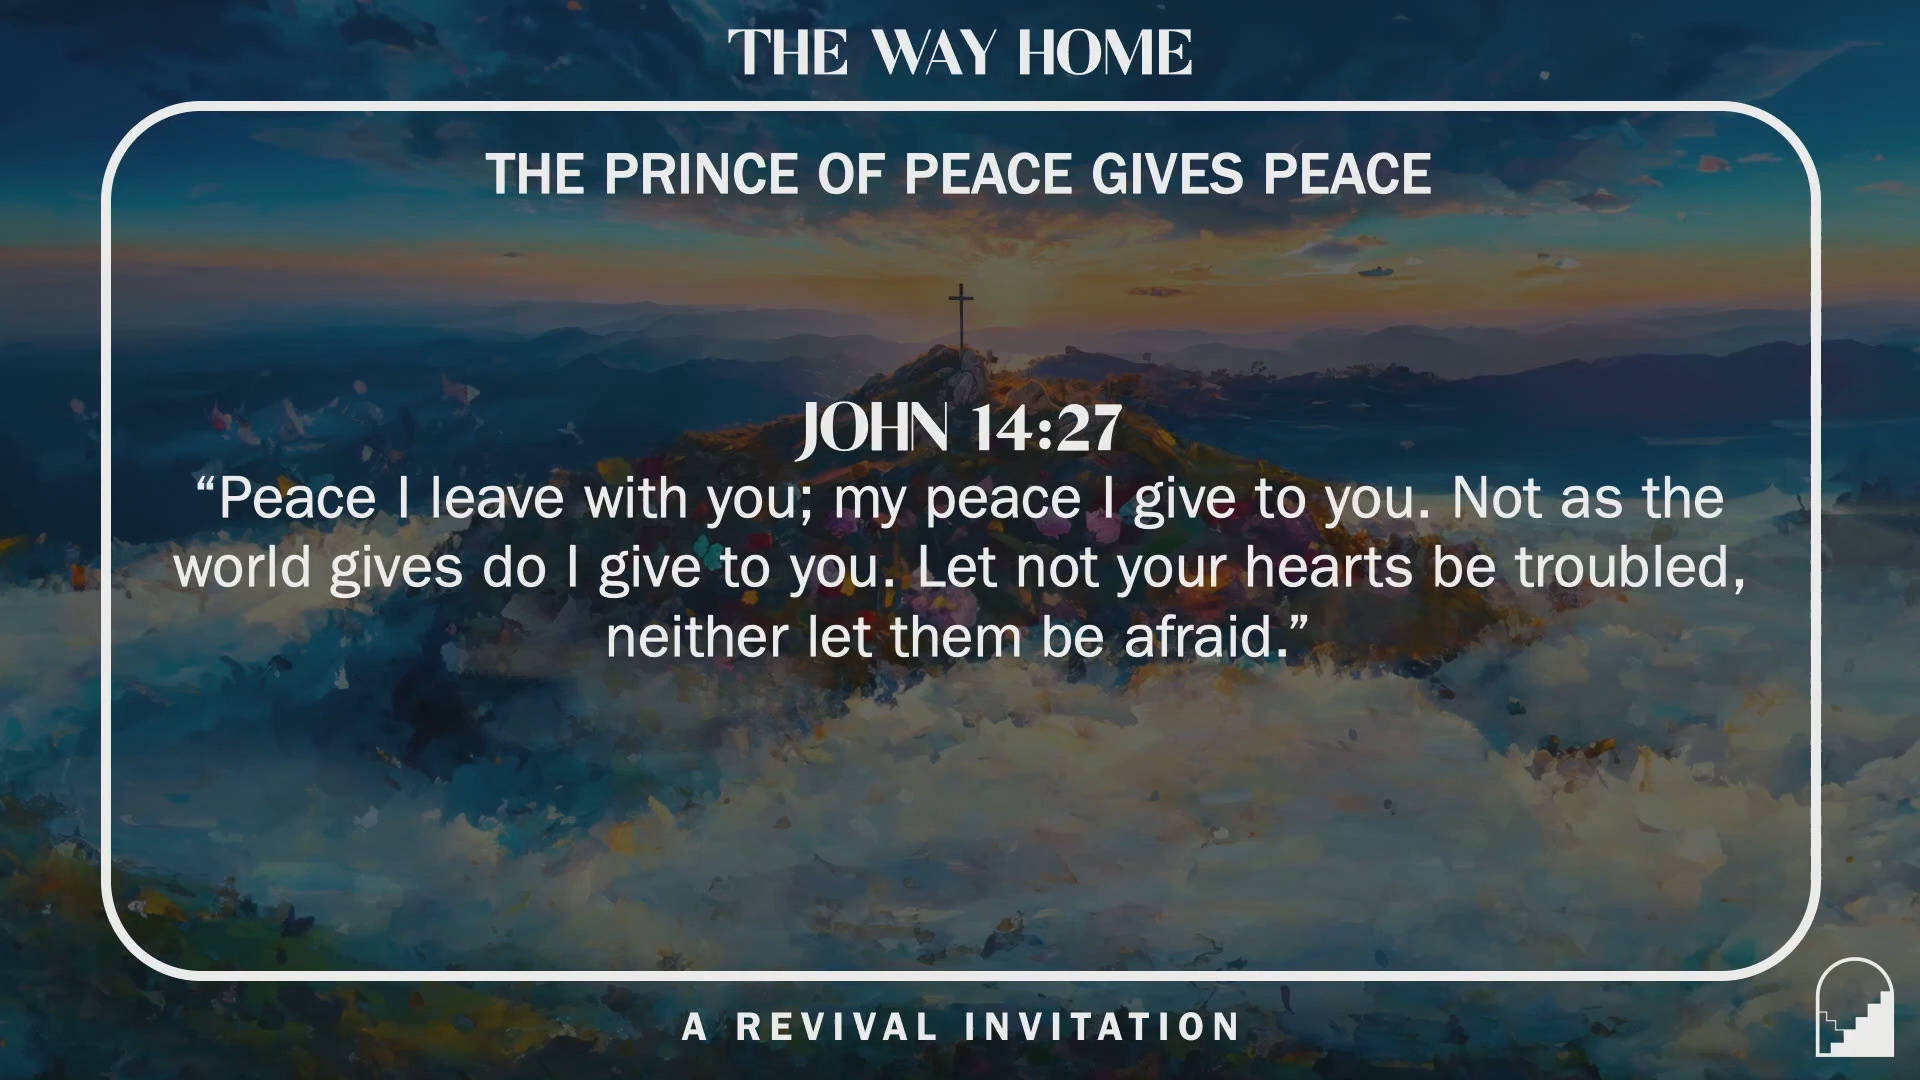 THE WAY HOME
THE PRINCE OF PEACE GIVES PEACE
JOHN 14:27
“Peace I leave with you; my peace I give to you. Not as the
world gives do I give to you. Let not your hearts be troubled,
neither let them be afraid.”
A REVIVAL INVITATION